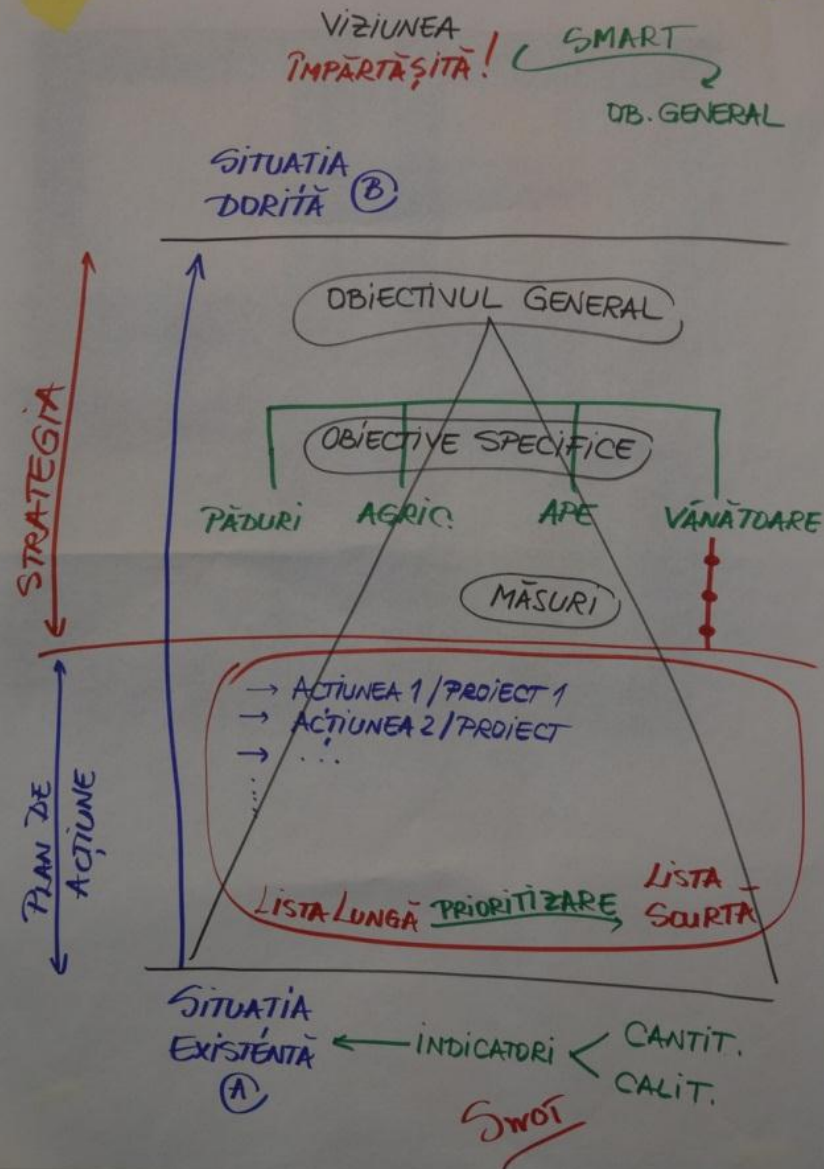 VIZIUNEA
ÎMPĂRTĂȘITĂ!
SMART
OB. GENERAL
SITUAȚIA
DORITĂ B
OBIECTIVUL GENERAL
OBIECTIVE SPECIFICE
PĂDURI AGRIC. APE VÂNĂTOARE
MĂSURI
STRATEGIA
→ ACȚIUNEA 1/PROIECT 1
→ ACȚIUNEA 2/PROIECT
→ ...
PLAN DE
ACȚIUNE
LISTA LUNGĂ PRIORITIZARE LISTA
SCURTĂ
SITUAȚIA
EXISTENTĂ
A
INDICATORI
CANTIT.
CALIT.
SWOT